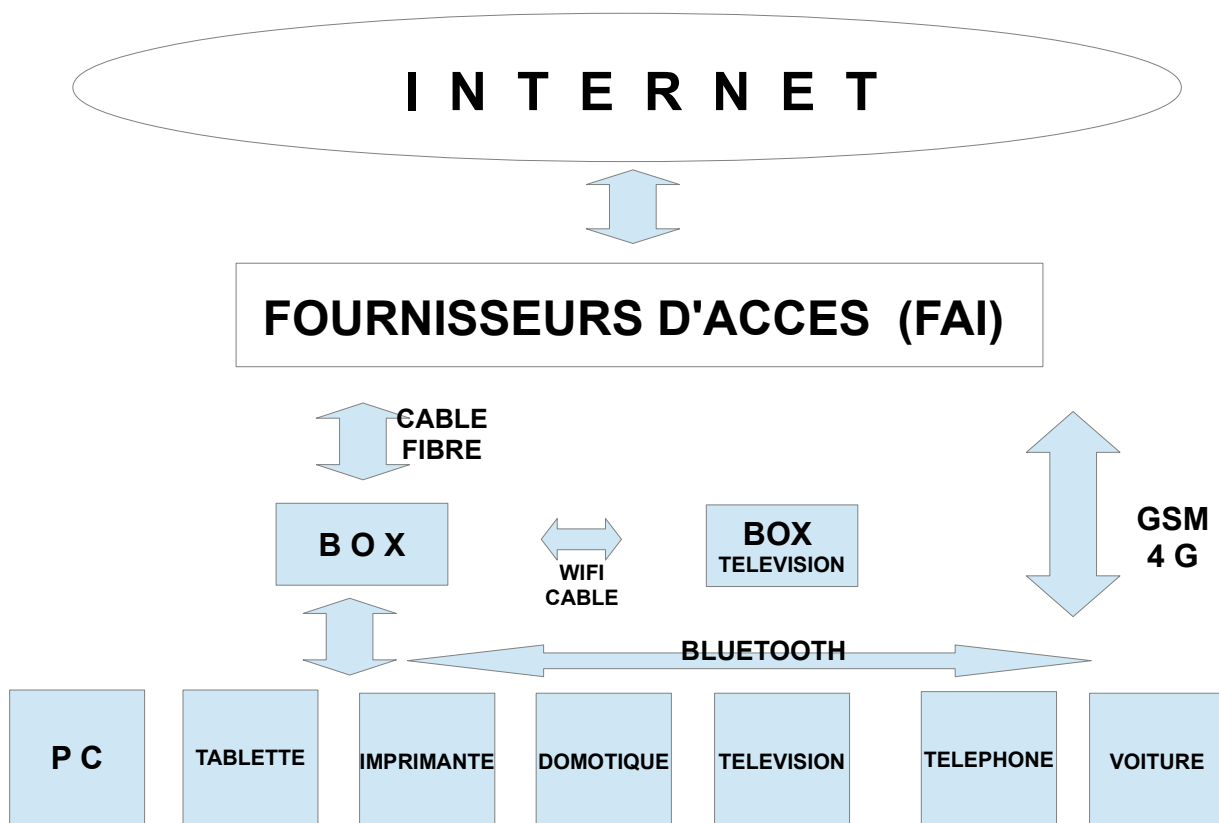 I N T E R N E T
FOURNISSEURS D'ACCES (FAI)
CABLE
FIBRE
B O X
WIFI
CABLE
BOX
TELEVISION
GSM
4 G
BLUETOOTH
P C
TABLETTE
IMPRIMANTE
DOMOTIQUE
TELEVISION
TELEPHONE
VOITURE